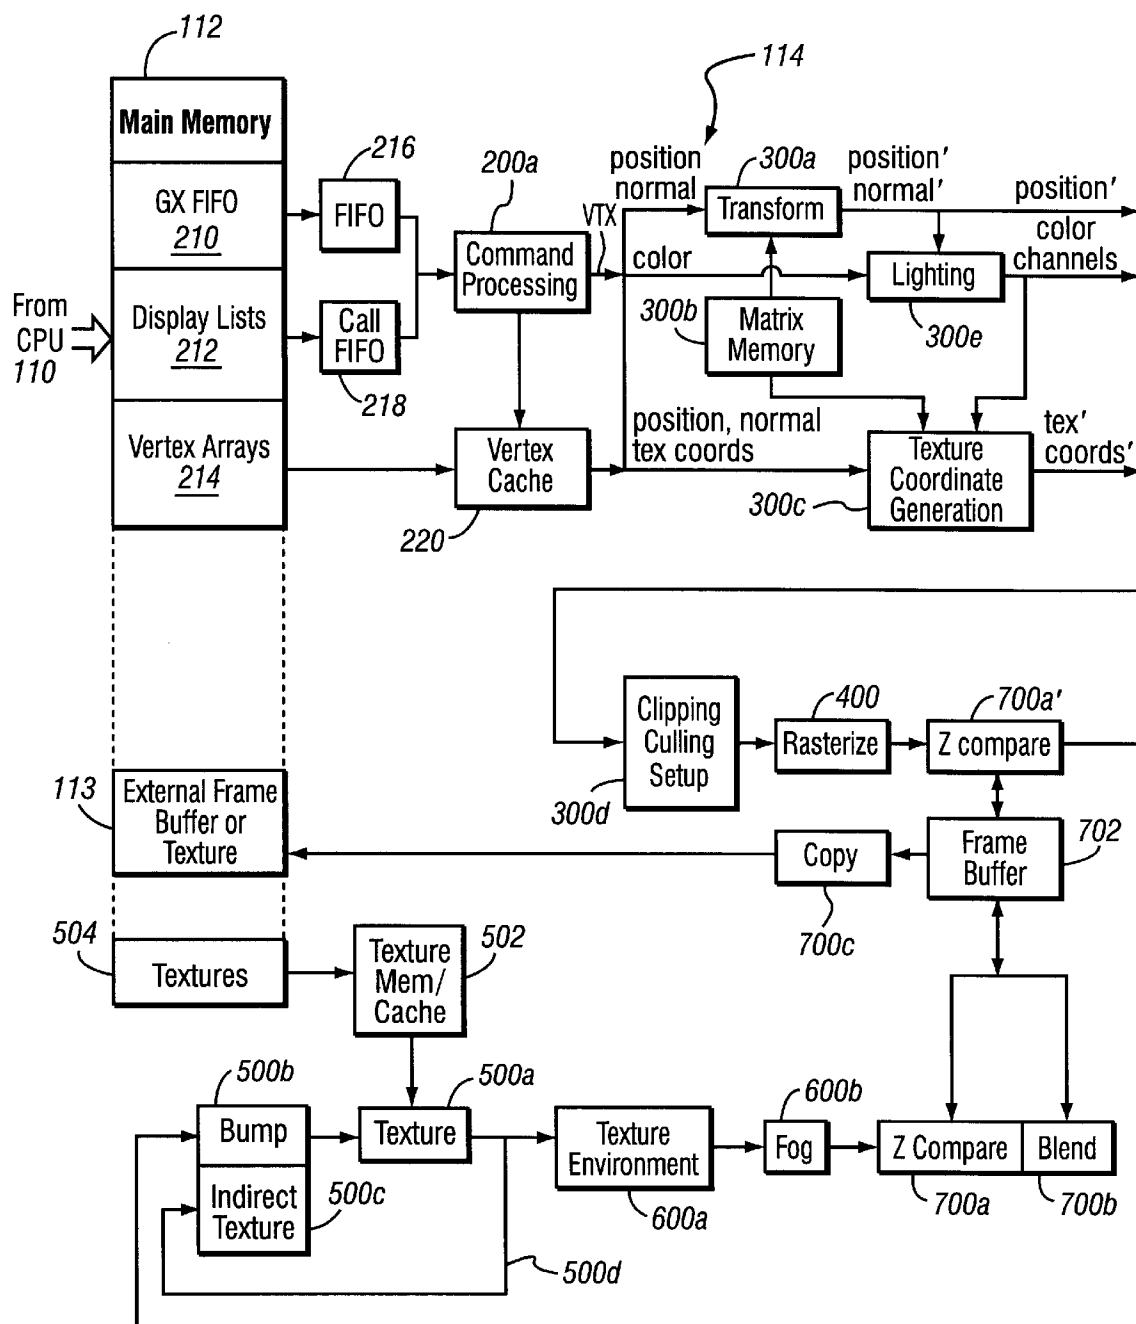 112
114
Main Memory
216
200a
position
normal
300a
position'
normal'
position'
GX FIFO
210
FIFO
VTX
Transform
color
channels
Command
Processing
color
Lighting
From
CPU
110
Display Lists
212
Call
FIFO
218
300b
Matrix
Memory
300e
Vertex Arrays
214
Vertex
Cache
220
position, normal
tex coords
300c
Texture
Coordinate
Generation
tex'
coords'
Clipping
Culling
Setup
300d
400
Rasterize
700a'
Z compare
113
External Frame
Buffer or
Texture
Copy
700c
Frame
Buffer
702
504
Textures
Texture
Mem/
Cache
502
500b
Bump
500a
Texture
Texture
Environment
600a
600b
Fog
Z Compare
Blend
700a
700b
Indirect
Texture
500c
500d